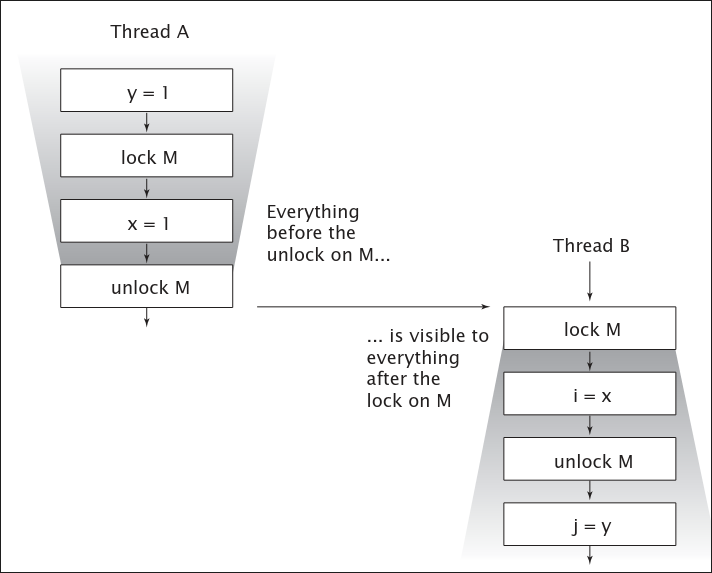 Thread A
y = 1
lock M
x = 1
unlock M
Everything
before the
unlock on M...
Thread B
lock M
... is visible to
everything
after the
lock on M
i = x
unlock M
j = y